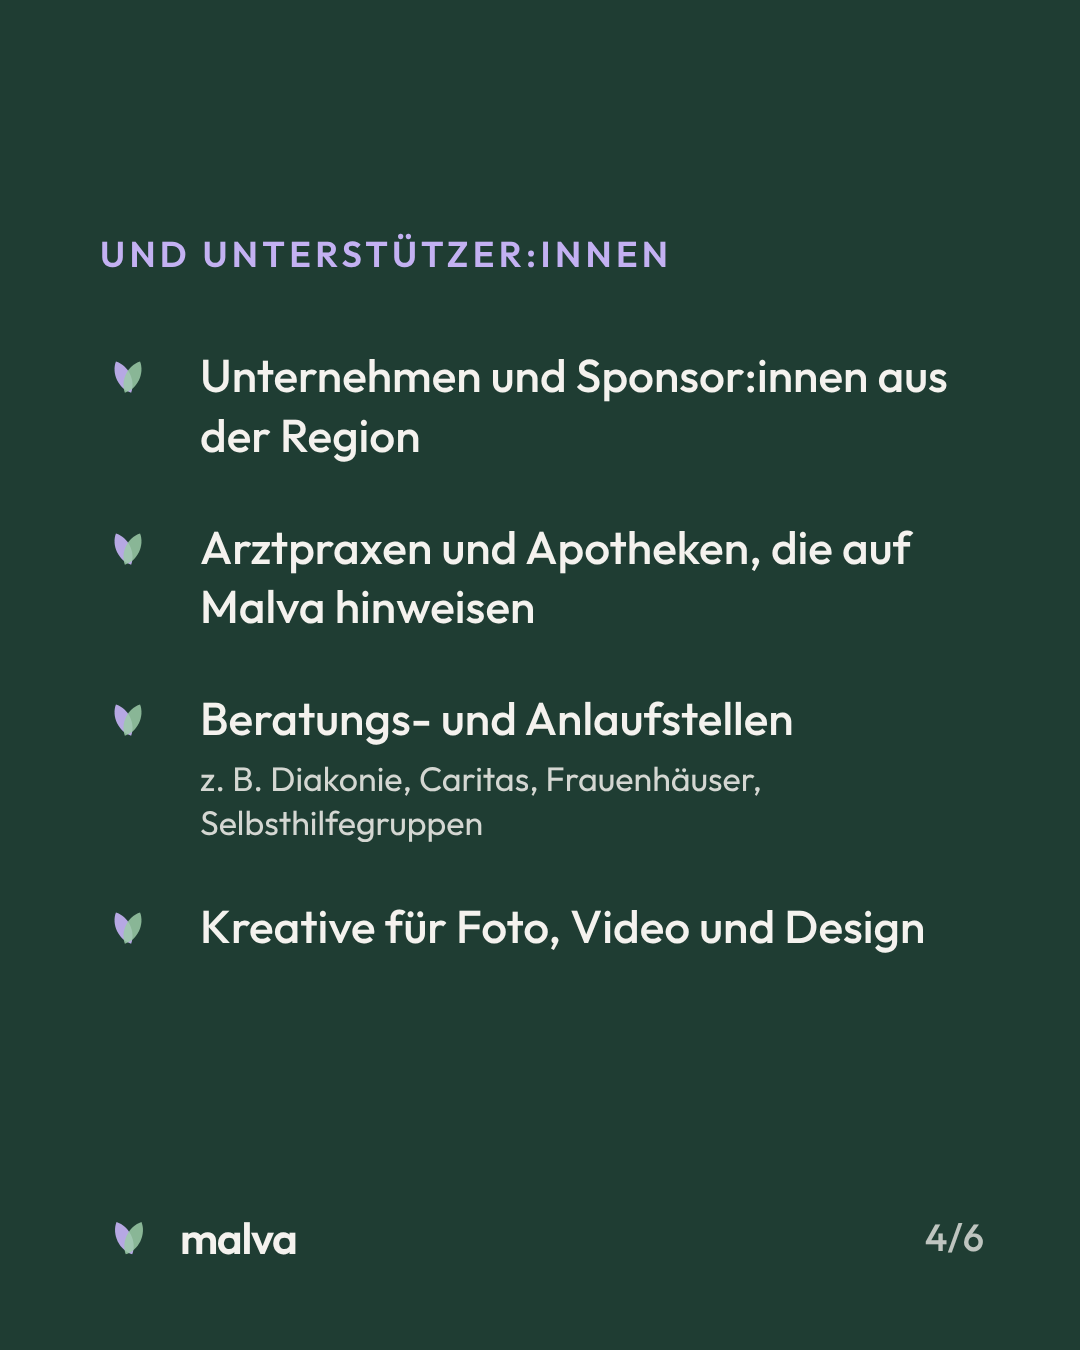 UND UNTERSTÜTZER:INNEN
Unternehmen und Sponsor:innen aus
der Region
Arztpraxen und Apotheken, die auf
Malva hinweisen
Beratungs- und Anlaufstellen
z. B. Diakonie, Caritas, Frauenhäuser,
Selbsthilfegruppen
Kreative für Foto, Video und Design
malva
4/6